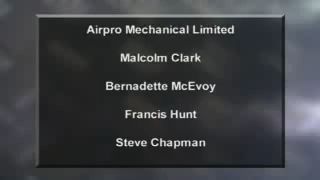 Airpro Mechanical Limited
Malcolm Clark
Bernadette McEvoy
Francis Hunt
Steve Chapman